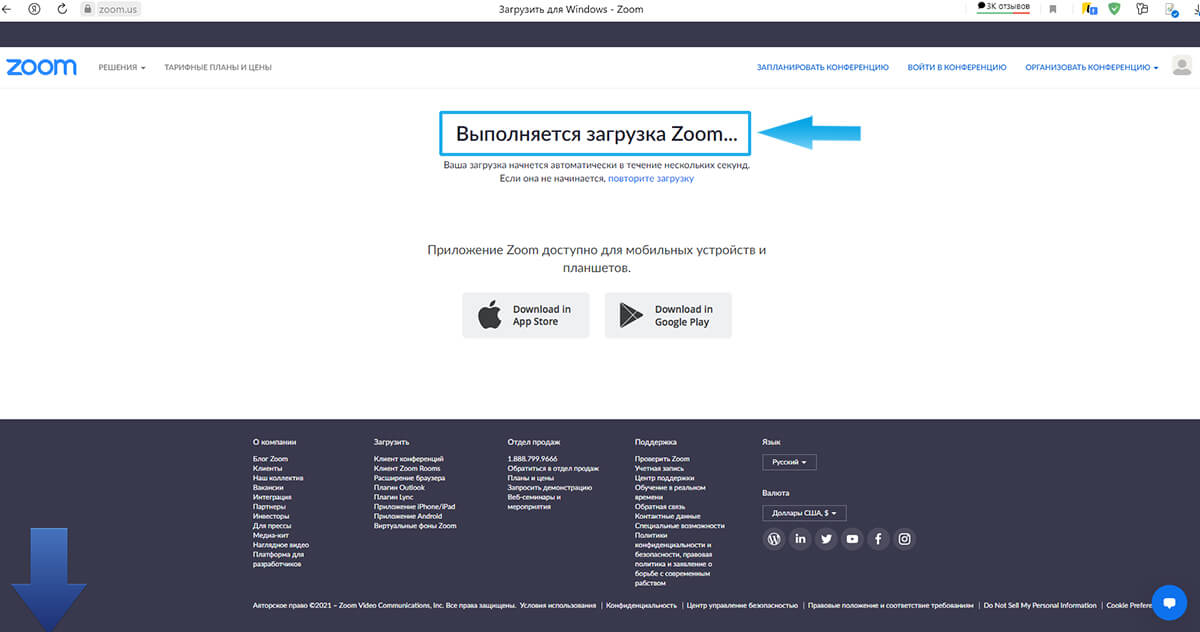 zoom.us
Загрузить для Windows - Zoom
3К отзывов
zoom
РЕШЕНИЯ
ТАРИФНЫЕ ПЛАНЫ И ЦЕНЫ
ЗАПЛАНИРОВАТЬ КОНФЕРЕНЦИЮ
ВОЙТИ В КОНФЕРЕНЦИЮ
ОРГАНИЗОВАТЬ КОНФЕРЕНЦИЮ
Выполняется загрузка Zoom...
Ваша загрузка начнется автоматически в течение нескольких секунд.
Если она не начинается, повторите загрузку
Приложение Zoom доступно для мобильных устройств и
планшетов.
Download in
App Store
Download in
Google Play
О компании
Блог Zoom
Клиенты
Наш коллектив
Вакансии
Интеграция
Партнеры
Инвесторы
Для прессы
Медиа-кит
Наглядное видео
Платформа для
разработчиков
Загрузить
Клиент конференций
Клиент Zoom Rooms
Расширение браузера
Плагин Outlook
Плагин Lync
Приложение iPhone/iPad
Приложение Android
Виртуальные фоны Zoom
Отдел продаж
1.888.799.9666
Обратиться в отдел продаж
Планы и цены
Запросить демонстрацию
Веб-семинары и
мероприятия
Поддержка
Проверить Zoom
Учетная запись
Центр поддержки
Обучение в реальном
времени
Обратная связь
Контактные данные
Специальные возможности
Политики
конфиденциальности и
безопасности, правовая
политика и заявление о
борьбе с современным
рабством
Язык
Русский
Валюта
Доллары США, $
Авторское право ©2021 – Zoom Video Communications, Inc. Все права защищены. Условия использования | Конфиденциальность | Центр управление безопасностью | Правовые положение и соответствие требованиям | Do Not Sell My Personal Information | Cookie Prefere